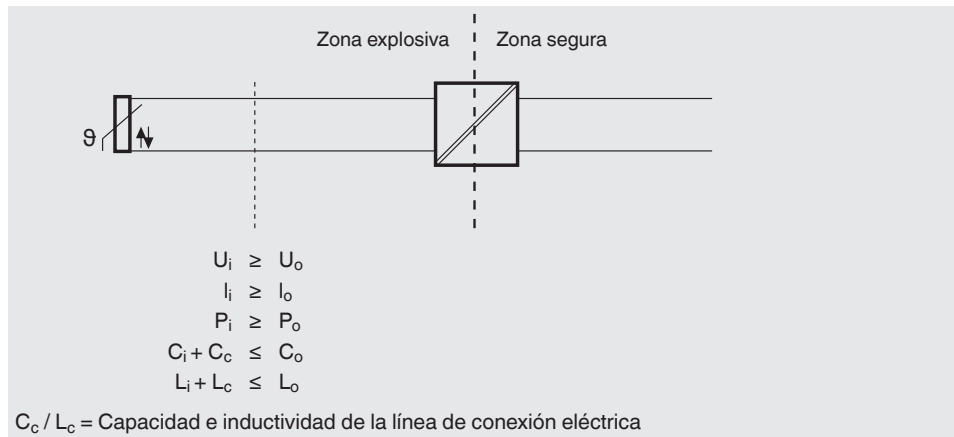 Zona explosiva Zona segura
ϑ
Uᵢ ≥ Uₒ
Iᵢ ≥ Iₒ
Pᵢ ≥ Pₒ
Cᵢ + C꜀ ≤ Cₒ
Lᵢ + L꜀ ≤ Lₒ
C꜀ / L꜀ = Capacidad e inductividad de la línea de conexión eléctrica